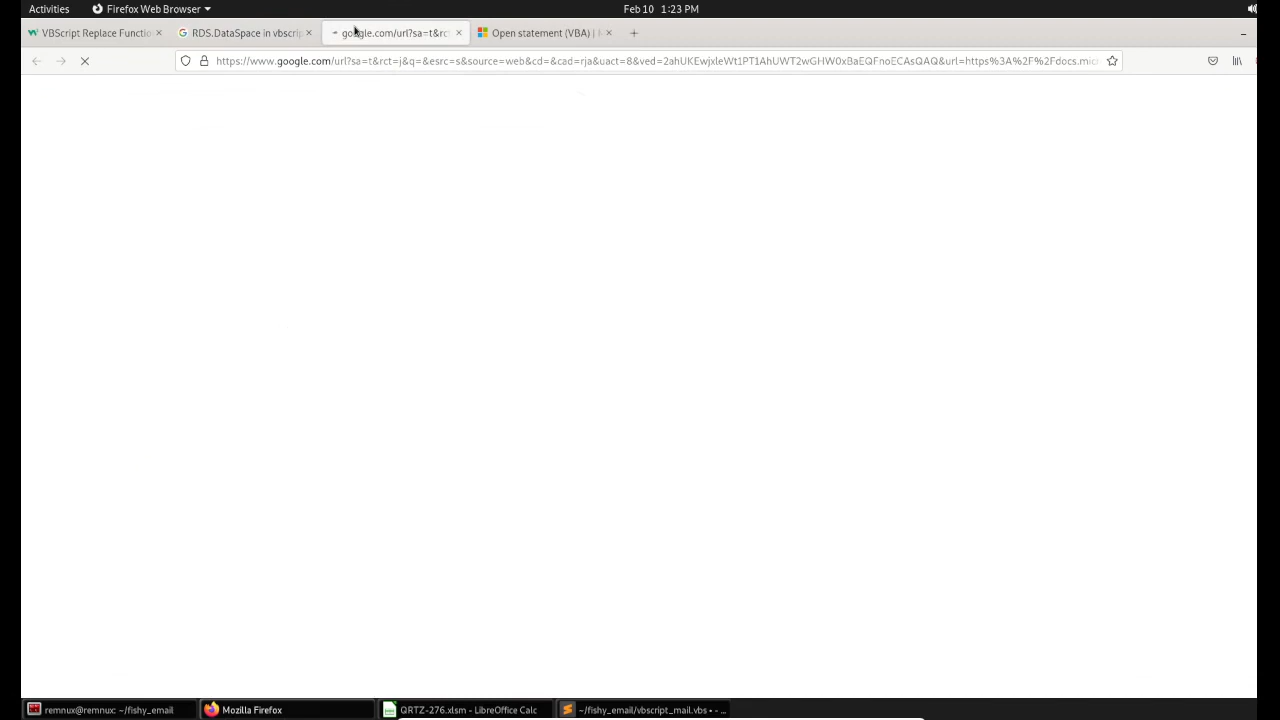 Activities Firefox Web Browser Feb 10 1:23 PM
VBScript Replace Functio RDS.DataSpace in vbscrip google.com/url?sa=t&rc Open statement (VBA) |
https://www.google.com/url?sa=t&rct=j&q=&esrc=s&source=web&cd=&cad=rja&uact=8&ved=2ahUKEwjxleWt1PT1AhUWT2wGHW0xBaEQFnoECAsQAQ&url=https%3A%2F%2Fdocs.mic
remnux@remnux: ~/fishy_email Mozilla Firefox QRTZ-276.xlsm - LibreOffice Calc ~/fishy_email/vbscript_mail.vbs • - ...